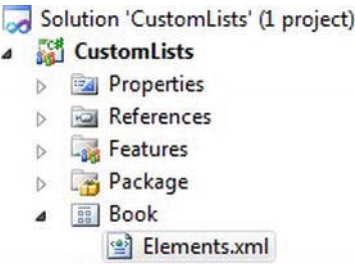 Solution 'CustomLists' (1 project)
CustomLists
Properties
References
Features
Package
Book
Elements.xml